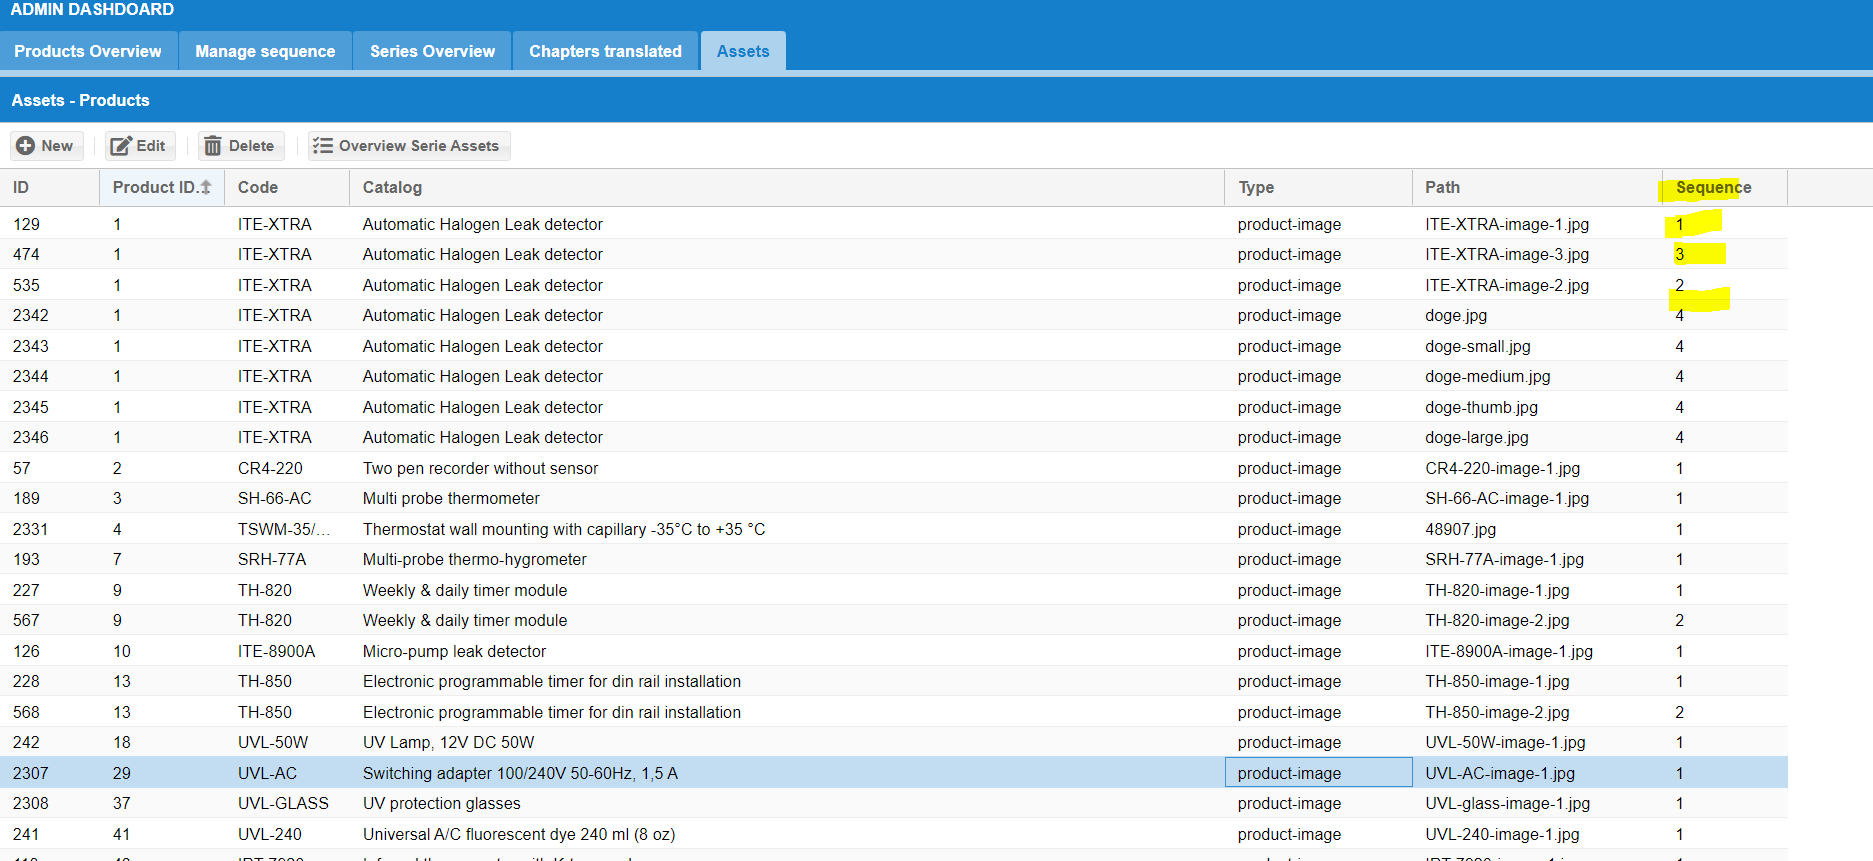 ADMIN DASHDOARD
Products Overview Manage sequence Series Overview Chapters translated Assets
Assets - Products
New Edit Delete Overview Serie Assets
ID Product ID. Code Catalog Type Path Sequence
129 1 ITE-XTRA Automatic Halogen Leak detector product-image ITE-XTRA-image-1.jpg 1
474 1 ITE-XTRA Automatic Halogen Leak detector product-image ITE-XTRA-image-3.jpg 3
535 1 ITE-XTRA Automatic Halogen Leak detector product-image ITE-XTRA-image-2.jpg 2
2342 1 ITE-XTRA Automatic Halogen Leak detector product-image doge.jpg 4
2343 1 ITE-XTRA Automatic Halogen Leak detector product-image doge-small.jpg 4
2344 1 ITE-XTRA Automatic Halogen Leak detector product-image doge-medium.jpg 4
2345 1 ITE-XTRA Automatic Halogen Leak detector product-image doge-thumb.jpg 4
2346 1 ITE-XTRA Automatic Halogen Leak detector product-image doge-large.jpg 4
57 2 CR4-220 Two pen recorder without sensor product-image CR4-220-image-1.jpg 1
189 3 SH-66-AC Multi probe thermometer product-image SH-66-AC-image-1.jpg 1
2331 4 TSWM-35/... Thermostat wall mounting with capillary -35°C to +35 °C product-image 48907.jpg 1
193 7 SRH-77A Multi-probe thermo-hygrometer product-image SRH-77A-image-1.jpg 1
227 9 TH-820 Weekly & daily timer module product-image TH-820-image-1.jpg 1
567 9 TH-820 Weekly & daily timer module product-image TH-820-image-2.jpg 2
126 10 ITE-8900A Micro-pump leak detector product-image ITE-8900A-image-1.jpg 1
228 13 TH-850 Electronic programmable timer for din rail installation product-image TH-850-image-1.jpg 1
568 13 TH-850 Electronic programmable timer for din rail installation product-image TH-850-image-2.jpg 2
242 18 UVL-50W UV Lamp, 12V DC 50W product-image UVL-50W-image-1.jpg 1
2307 29 UVL-AC Switching adapter 100/240V 50-60Hz, 1,5 A product-image UVL-AC-image-1.jpg 1
2308 37 UVL-GLASS UV protection glasses product-image UVL-glass-image-1.jpg 1
241 41 UVL-240 Universal A/C fluorescent dye 240 ml (8 oz) product-image UVL-240-image-1.jpg 1